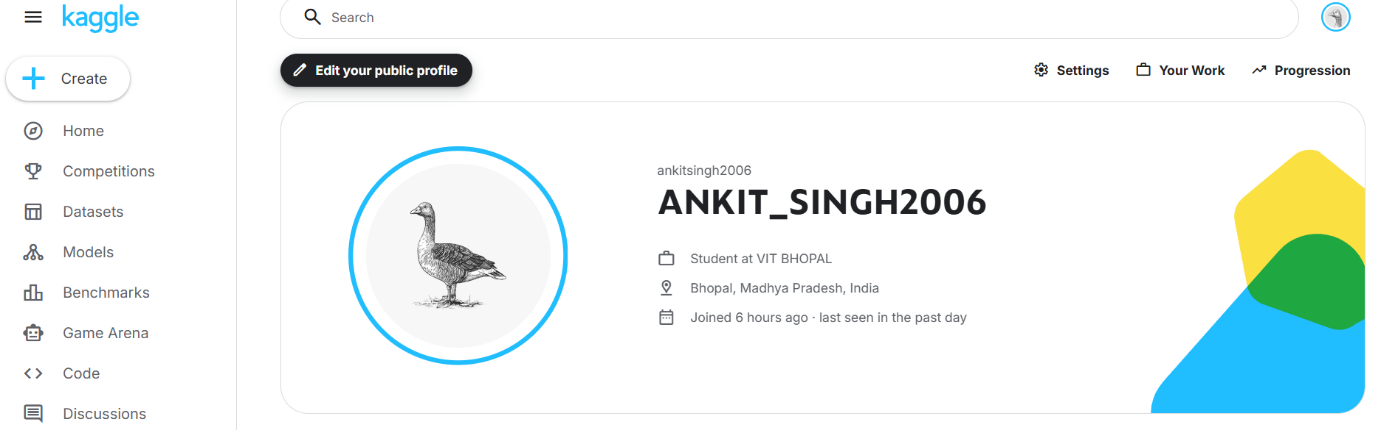 kaggle
Search
Create
Edit your public profile
Settings
Your Work
Progression
Home
Competitions
Datasets
Models
Benchmarks
Game Arena
Code
Discussions
ankitsingh2006
ANKIT_SINGH2006
Student at VIT BHOPAL
Bhopal, Madhya Pradesh, India
Joined 6 hours ago · last seen in the past day